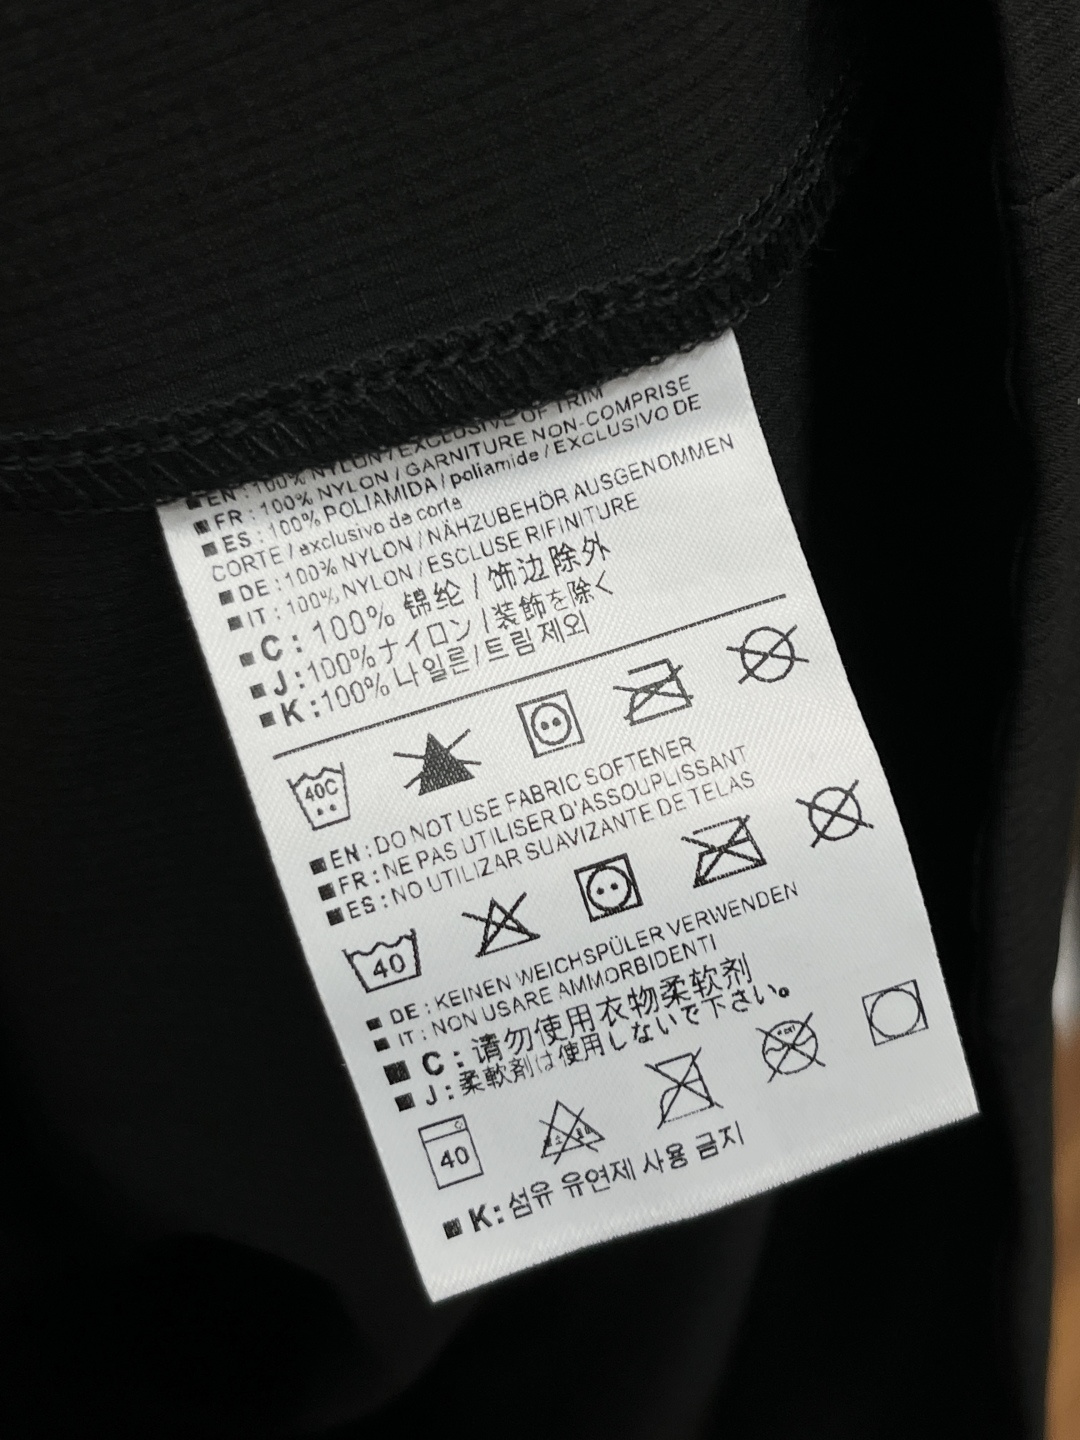 ■ EN : 100% NYLON / EXCLUSIVE OF TRIM
■ FR : 100% NYLON / GARNITURE NON-COMPRISE
■ ES : 100% POLIAMIDA / poliamide / EXCLUSIVO DE
CORTE / exclusivo de corte
■ DE : 100% NYLON / NÄHZUBEHÖR AUSGENOMMEN
■ IT : 100% NYLON / ESCLUSE RIFINITURE
■ C : 100% 锦纶 / 饰边除外
■ J : 100%ナイロン / 装飾を除く
■ K : 100% 나일론 / 트림 제외
40C
■ EN : DO NOT USE FABRIC SOFTENER
■ FR : NE PAS UTILISER D'ASSOUPLISSANT
■ ES : NO UTILIZAR SUAVIZANTE DE TELAS
40
■ DE : KEINEN WEICHSPÜLER VERWENDEN
■ IT : NON USARE AMMORBIDENTI
■ C : 请勿使用衣物柔软剂
■ J : 柔軟剤は使用しないで下さい。
40
■ K : 섬유 유연제 사용 금지